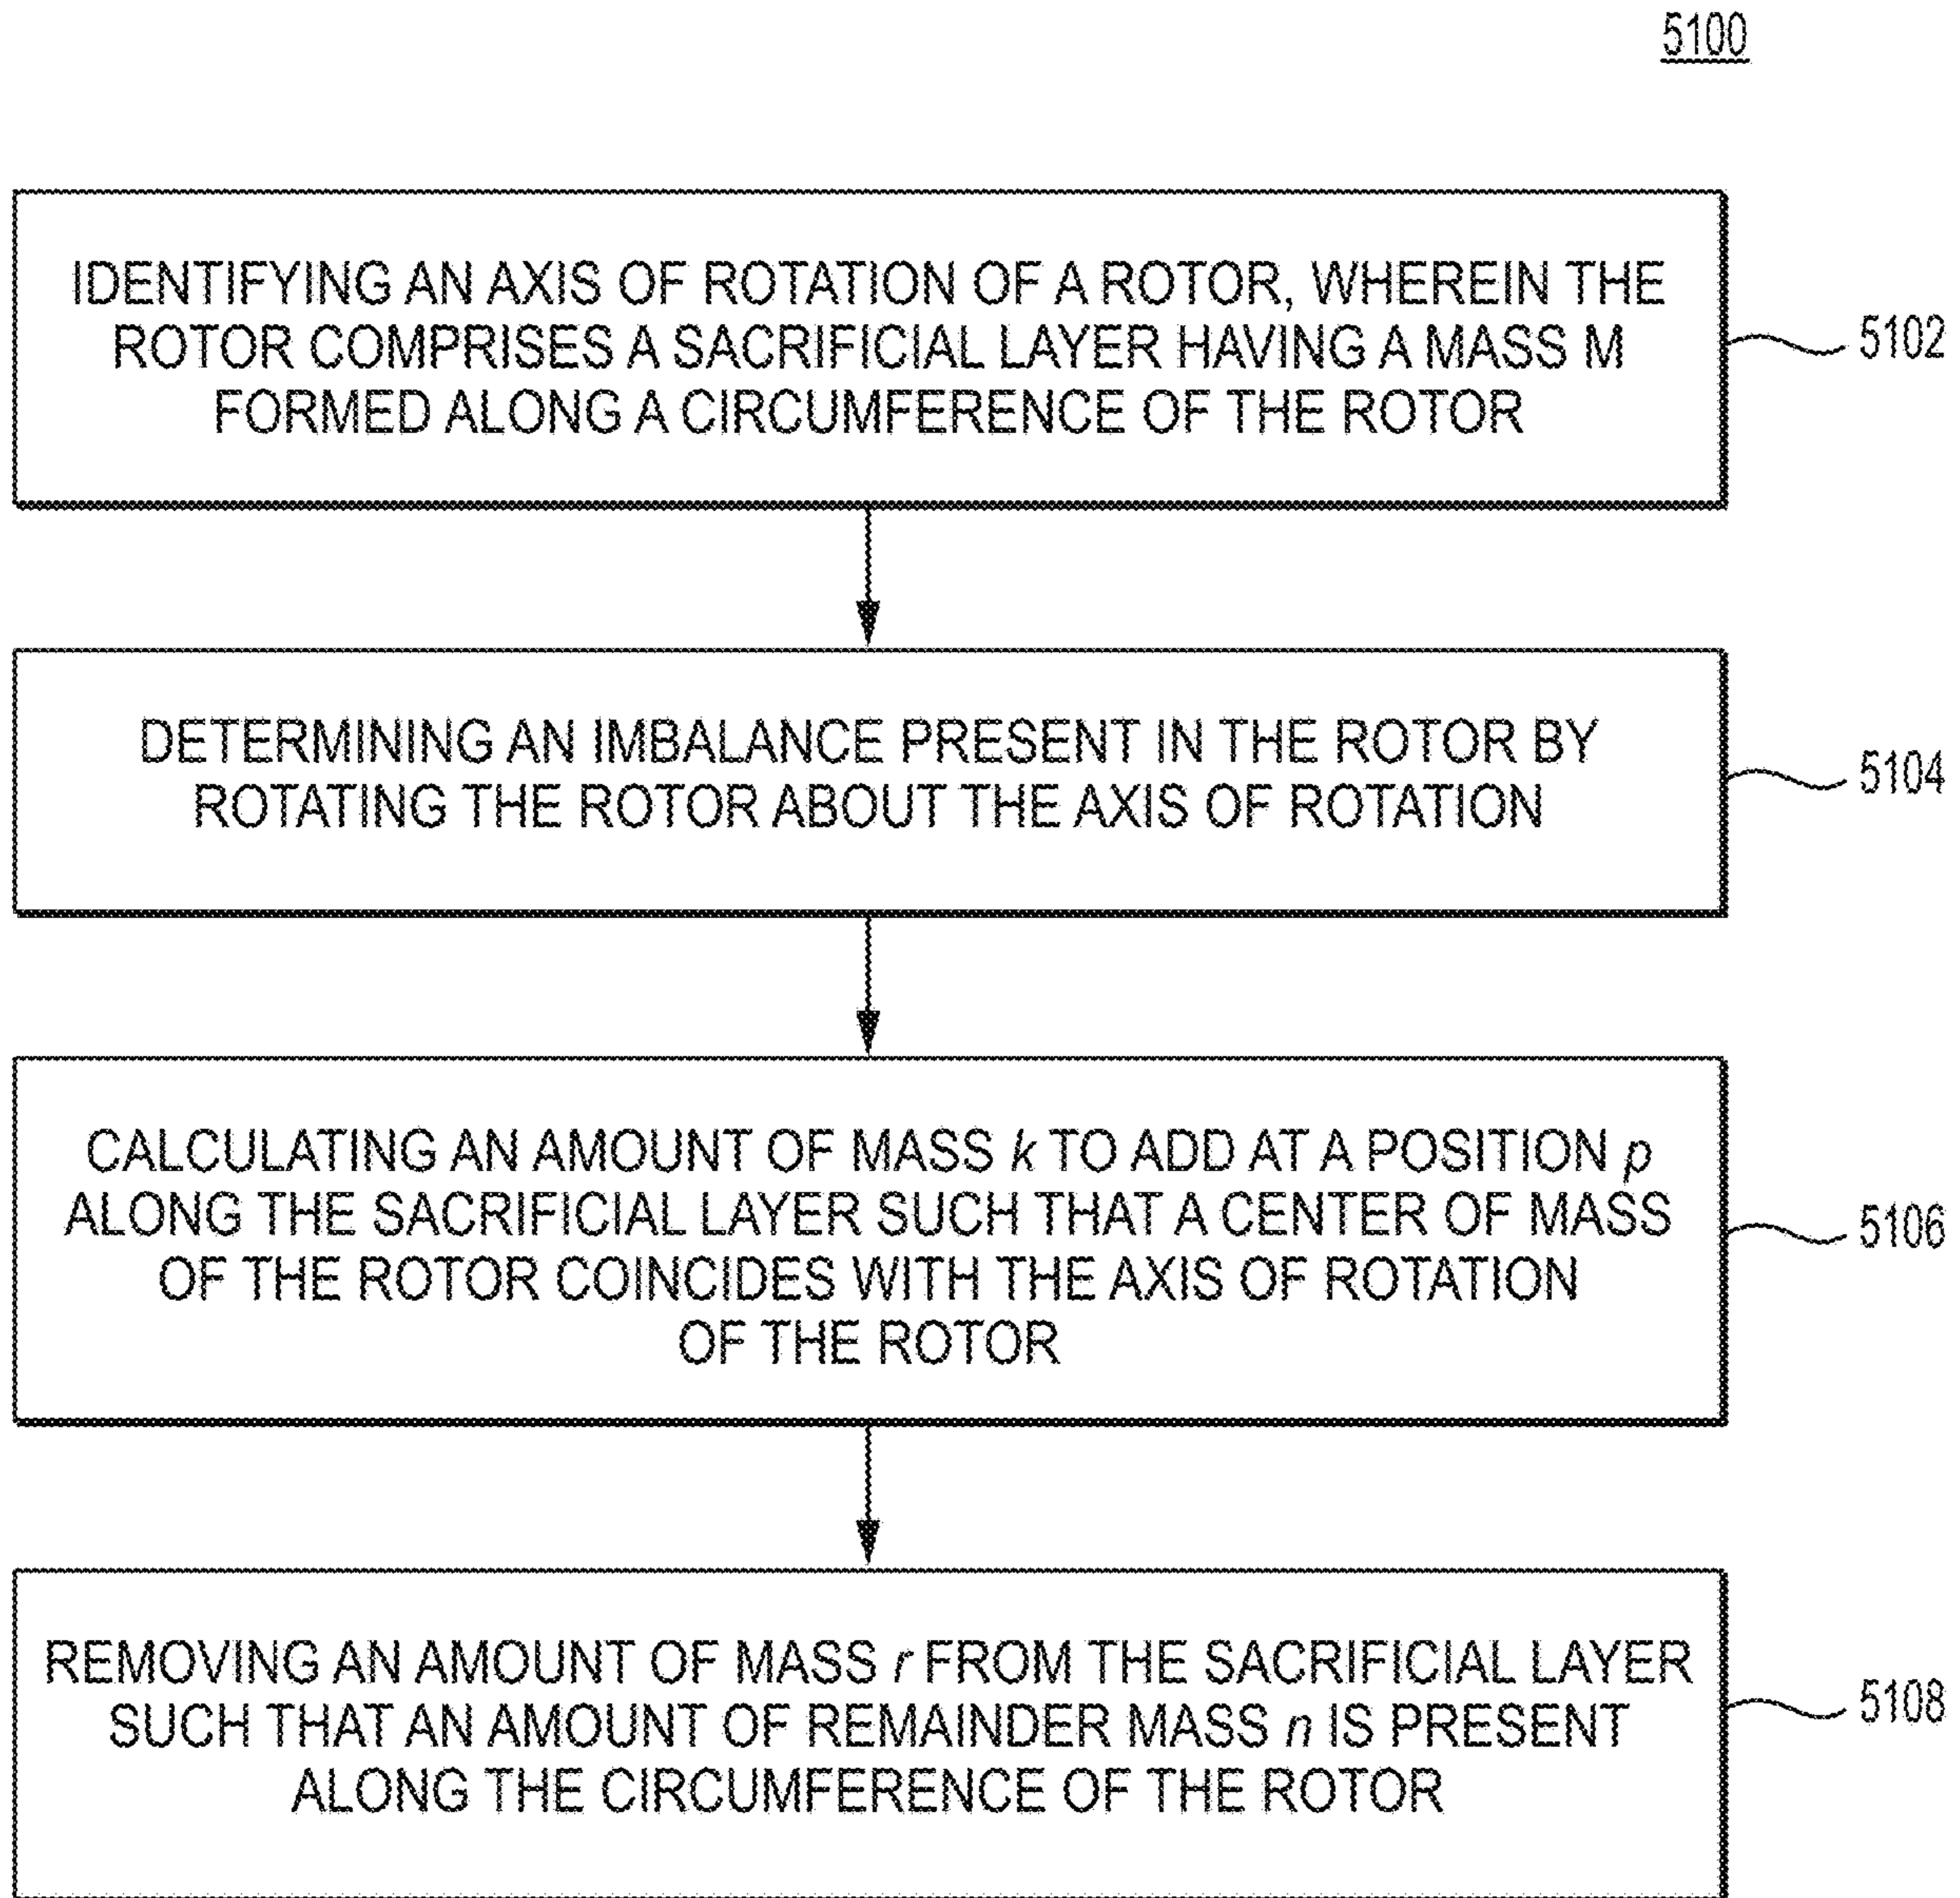 5100
IDENTIFYING AN AXIS OF ROTATION OF A ROTOR, WHEREIN THE
ROTOR COMPRISES A SACRIFICIAL LAYER HAVING A MASS M
FORMED ALONG A CIRCUMFERENCE OF THE ROTOR
5102
DETERMINING AN IMBALANCE PRESENT IN THE ROTOR BY
ROTATING THE ROTOR ABOUT THE AXIS OF ROTATION
5104
CALCULATING AN AMOUNT OF MASS k TO ADD AT A POSITION p
ALONG THE SACRIFICIAL LAYER SUCH THAT A CENTER OF MASS
OF THE ROTOR COINCIDES WITH THE AXIS OF ROTATION
OF THE ROTOR
5106
REMOVING AN AMOUNT OF MASS r FROM THE SACRIFICIAL LAYER
SUCH THAT AN AMOUNT OF REMAINDER MASS n IS PRESENT
ALONG THE CIRCUMFERENCE OF THE ROTOR
5108